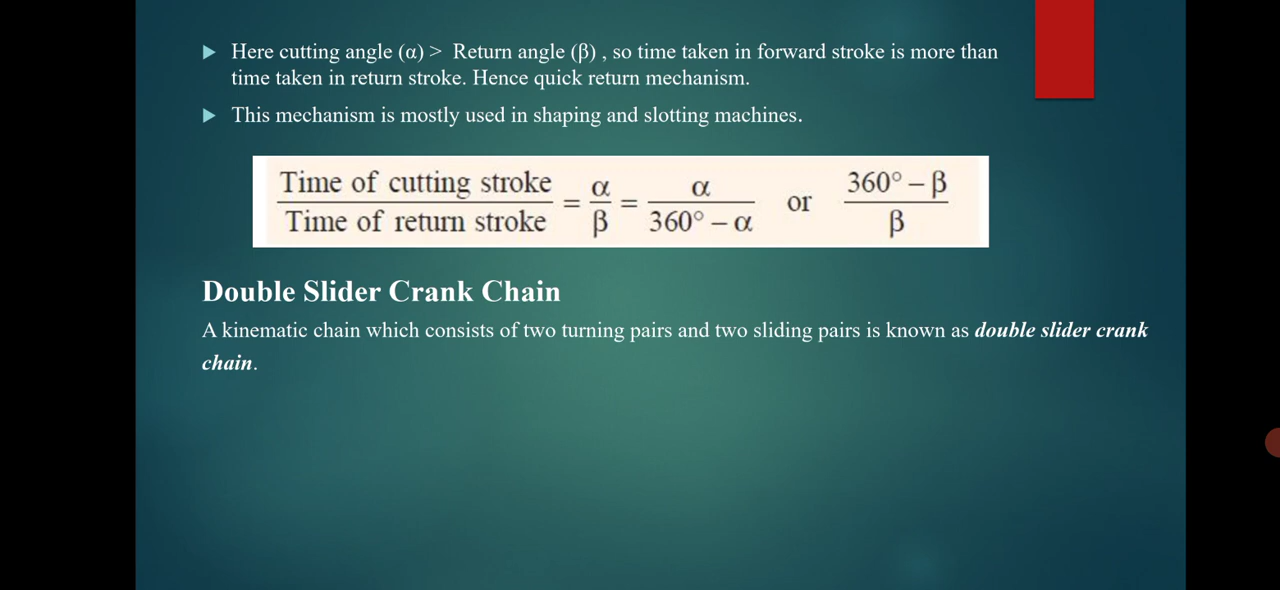 Here cutting angle (α) > Return angle (β) , so time taken in forward stroke is more than
time taken in return stroke. Hence quick return mechanism.
This mechanism is mostly used in shaping and slotting machines.
Time of cutting stroke / Time of return stroke = α / β = α / 360° – α or 360° – β / β
Double Slider Crank Chain
A kinematic chain which consists of two turning pairs and two sliding pairs is known as double slider crank
chain.